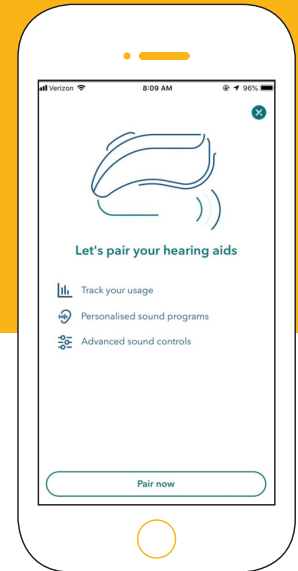 Verizon 8:09 AM 96%
Let's pair your hearing aids
Track your usage
Personalised sound programs
Advanced sound controls
Pair now